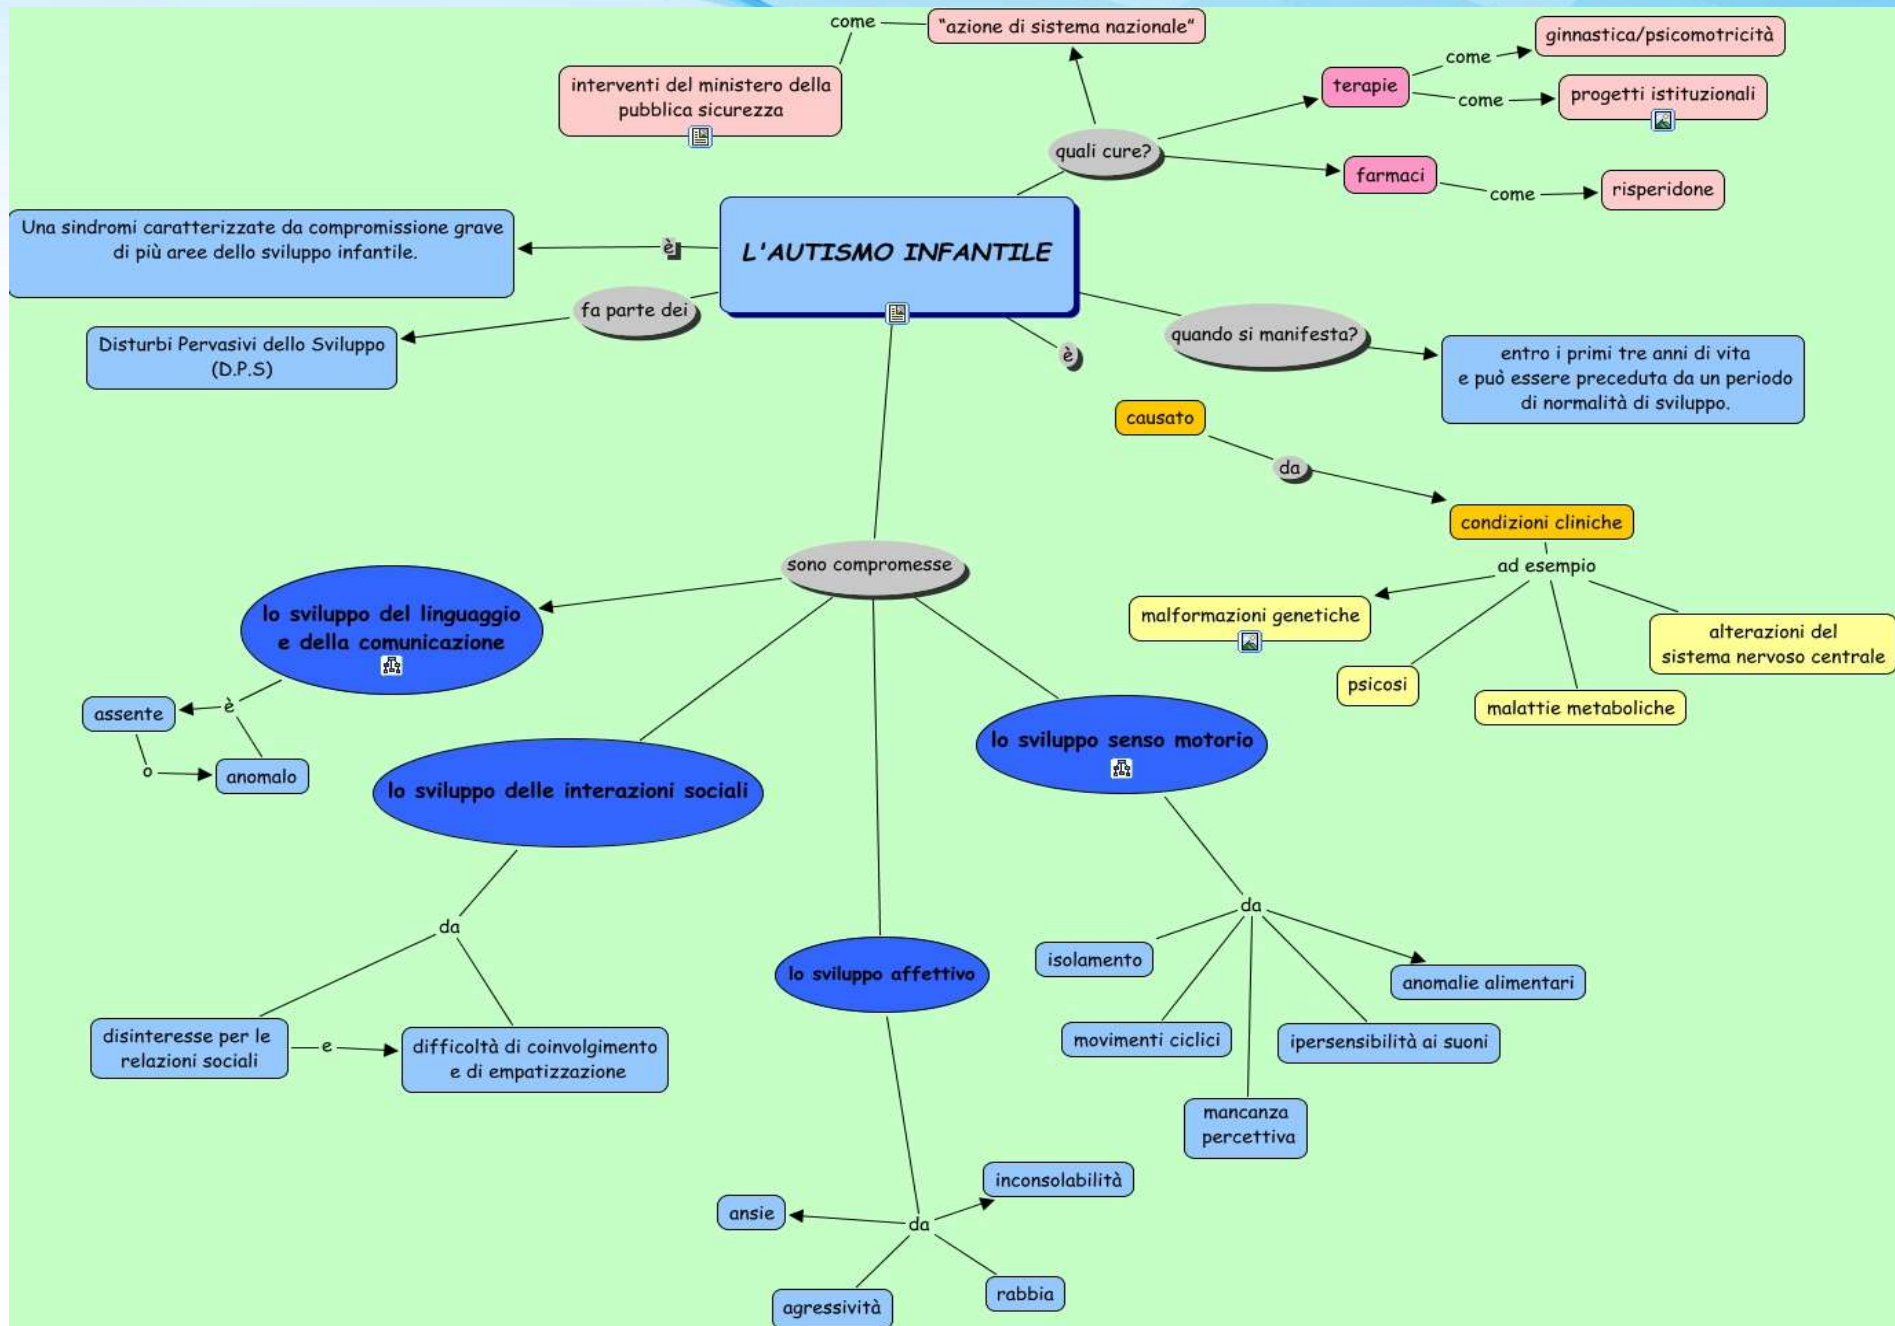 come
"azione di sistema nazionale"
interventi del ministero della
pubblica sicurezza
quali cure?
terapie
come
ginnastica/psicomotricità
come
progetti istituzionali
farmaci
come
risperidone
L'AUTISMO INFANTILE
è
Una sindromi caratterizzate da compromissione grave
di più aree dello sviluppo infantile.
fa parte dei
Disturbi Pervasivi dello Sviluppo
(D.P.S)
è
quando si manifesta?
entro i primi tre anni di vita
e può essere preceduta da un periodo
di normalità di sviluppo.
causato
da
condizioni cliniche
ad esempio
malformazioni genetiche
psicosi
malattie metaboliche
alterazioni del
sistema nervoso centrale
sono compromesse
lo sviluppo del linguaggio
e della comunicazione
è
assente
o
anomalo
lo sviluppo delle interazioni sociali
da
disinteresse per le
relazioni sociali
e
difficoltà di coinvolgimento
e di empatizzazione
lo sviluppo affettivo
da
ansie
inconsolabilità
agressività
rabbia
lo sviluppo senso motorio
da
isolamento
movimenti ciclici
mancanza
percettiva
ipersensibilità ai suoni
anomalie alimentari